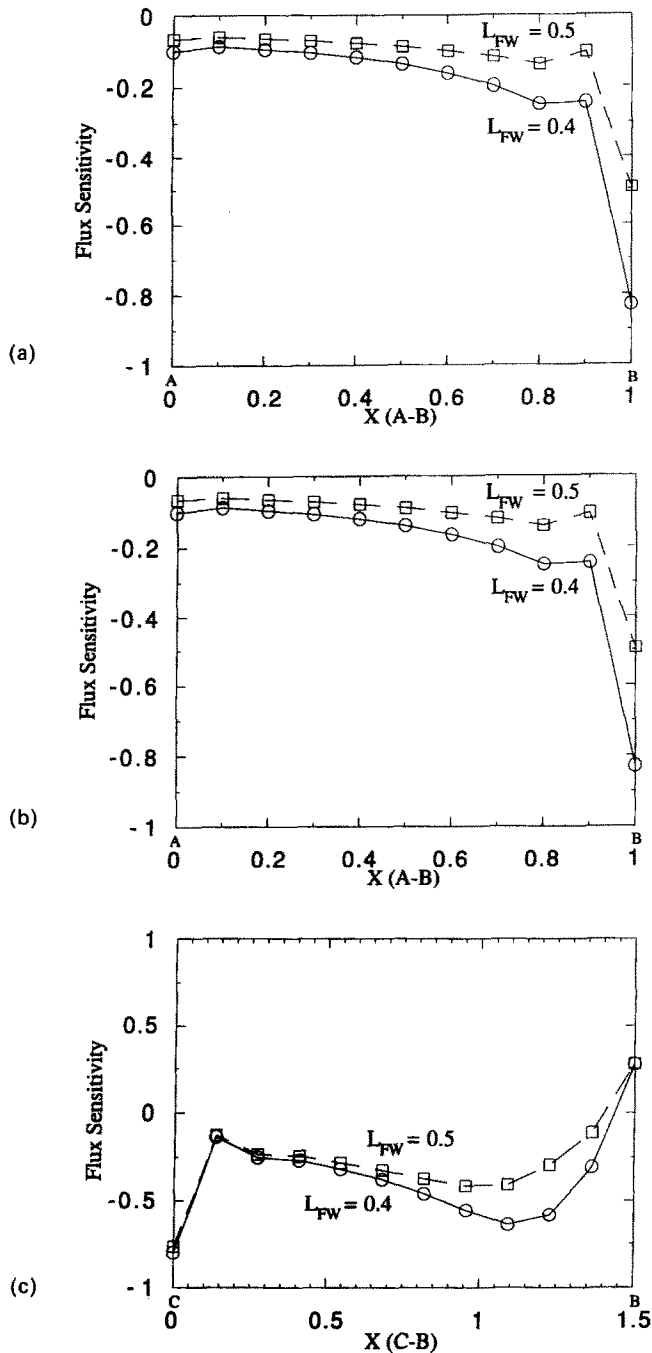 (a)
Flux Sensitivity
0
-0.2
-0.4
-0.6
-0.8
-1
L_FW = 0.5
L_FW = 0.4
A
B
0
0.2
0.4
0.6
0.8
1
X (A-B)
(b)
Flux Sensitivity
0
-0.2
-0.4
-0.6
-0.8
-1
L_FW = 0.5
L_FW = 0.4
A
B
0
0.2
0.4
0.6
0.8
1
X (A-B)
(c)
Flux Sensitivity
1
0.5
0
-0.5
-1
L_FW = 0.5
L_FW = 0.4
C
B
0
0.5
1
1.5
X (C-B)